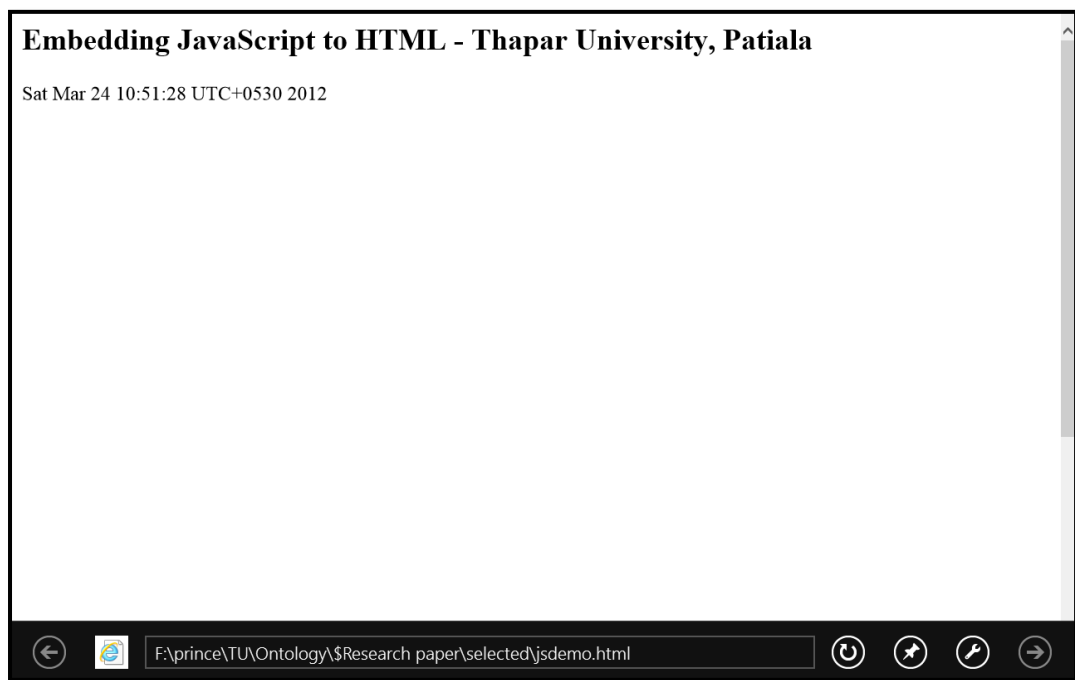 Embedding JavaScript to HTML - Thapar University, Patiala
Sat Mar 24 10:51:28 UTC+0530 2012
F:\prince\TU\Ontology\$Research paper\selected\jsdemo.html